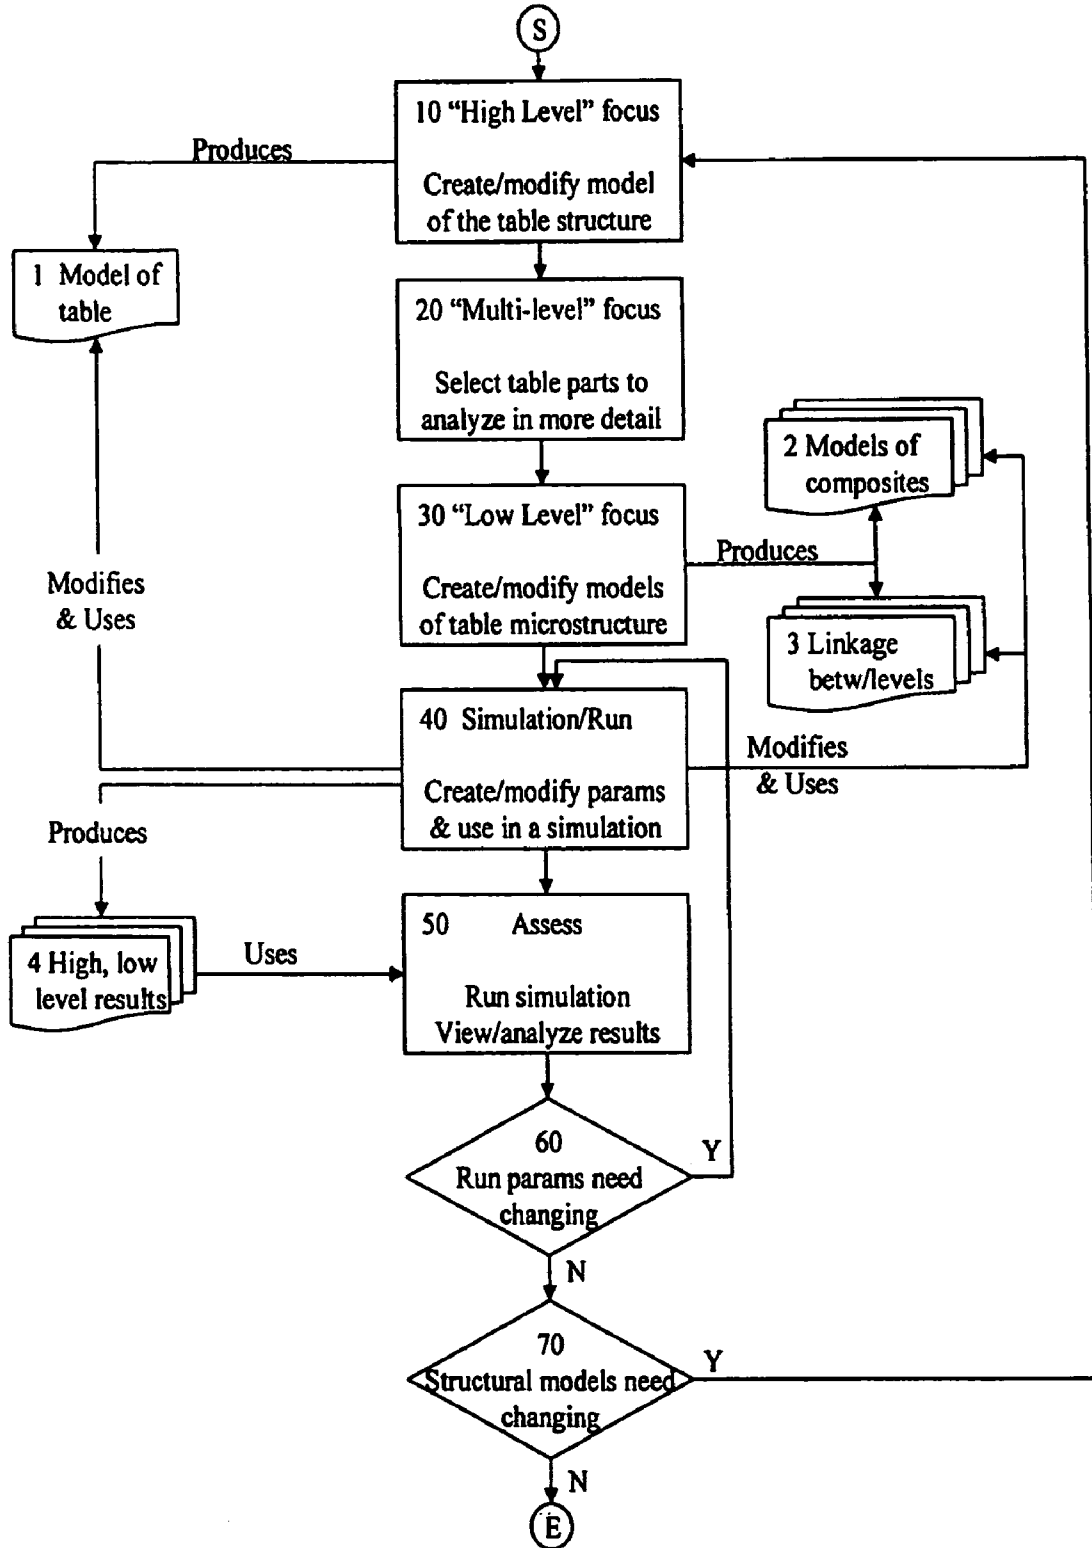 S
10 “High Level” focus
Create/modify model
of the table structure
Produces
1 Model of
table
20 “Multi-level” focus
Select table parts to
analyze in more detail
2 Models of
composites
30 “Low Level” focus
Create/modify models
of table microstructure
Produces
3 Linkage
betw/levels
Modifies
& Uses
40 Simulation/Run
Create/modify params
& use in a simulation
Modifies
& Uses
Produces
4 High, low
level results
Uses
50 Assess
Run simulation
View/analyze results
60
Run params need
changing
Y
N
70
Structural models need
changing
Y
N
E